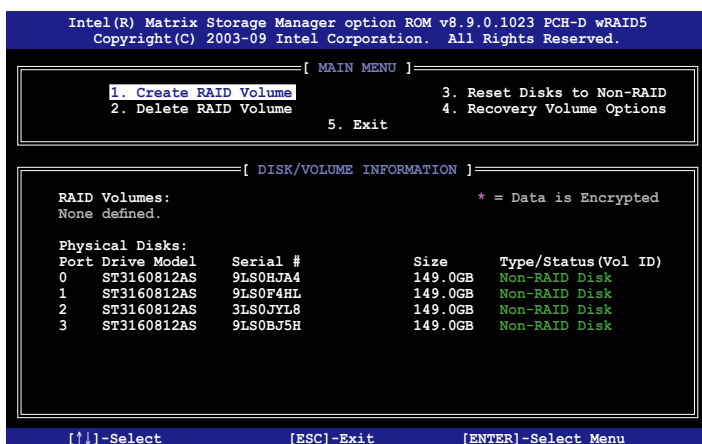 Intel(R) Matrix Storage Manager option ROM v8.9.0.1023 PCH-D wRAID5
Copyright(C) 2003-09 Intel Corporation. All Rights Reserved.
[ MAIN MENU ]
1. Create RAID Volume 3. Reset Disks to Non-RAID
2. Delete RAID Volume 4. Recovery Volume Options
5. Exit
[ DISK/VOLUME INFORMATION ]
RAID Volumes: * = Data is Encrypted
None defined.
Physical Disks:
Port Drive Model Serial # Size Type/Status(Vol ID)
0 ST3160812AS 9LS0HJA4 149.0GB Non-RAID Disk
1 ST3160812AS 9LS0F4HL 149.0GB Non-RAID Disk
2 ST3160812AS 3LS0JYL8 149.0GB Non-RAID Disk
3 ST3160812AS 9LS0BJ5H 149.0GB Non-RAID Disk
[↑↓]-Select [ESC]-Exit [ENTER]-Select Menu